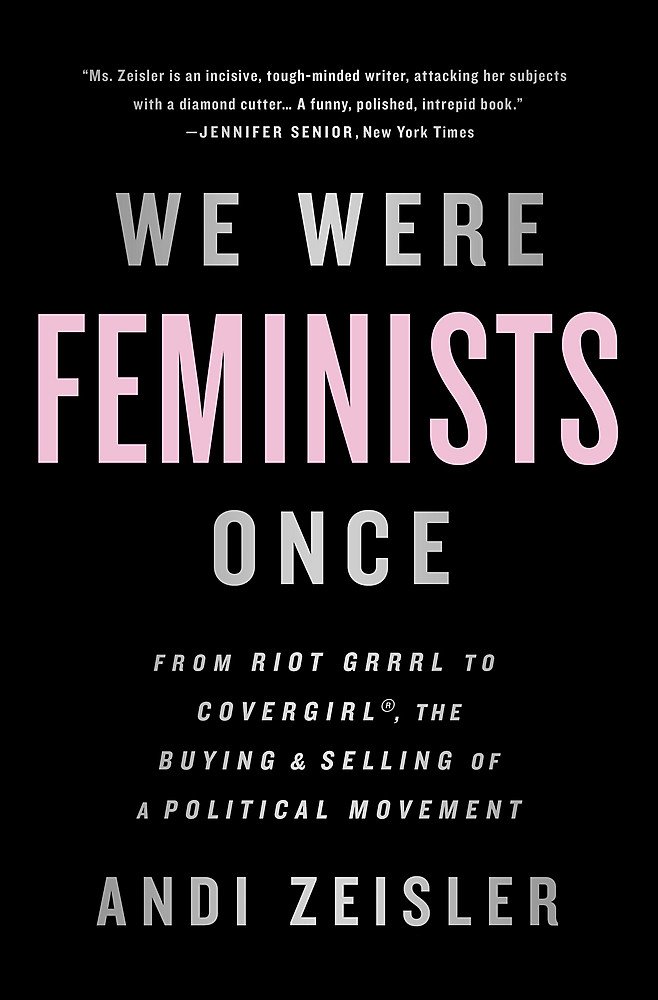 “Ms. Zeisler is an incisive, tough-minded writer, attacking her subjects
with a diamond cutter... A funny, polished, intrepid book.”
—JENNIFER SENIOR, New York Times
WE WERE
FEMINISTS
ONCE
FROM RIOT GRRRL TO
COVERGIRL®, THE
BUYING & SELLING OF
A POLITICAL MOVEMENT
ANDI ZEISLER